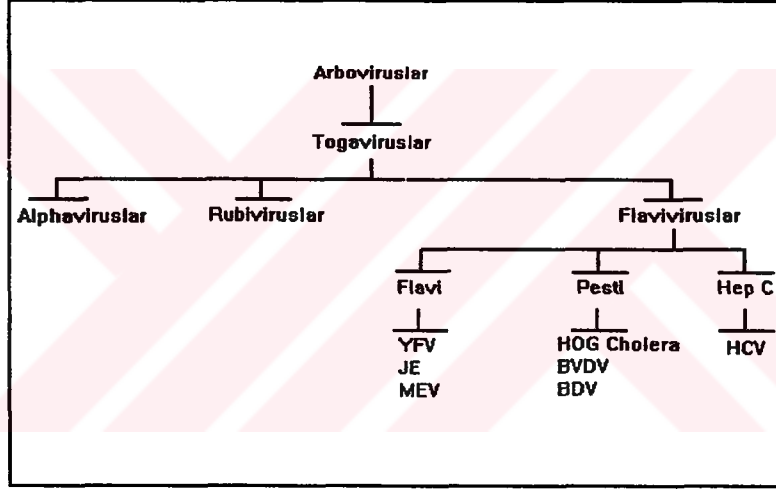 Arboviruslar
Togaviruslar
Alphaviruslar Rubiviruslar Flaviviruslar
Flavi Pesti Hep C
YFV HOG Cholera HCV
JE BVDV
MEV BDV